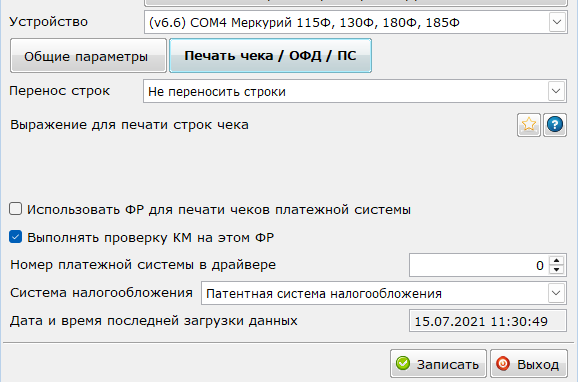 Устройство (v6.6) COM4 Меркурий 115Ф, 130Ф, 180Ф, 185Ф
Общие параметры Печать чека / ОФД / ПС
Перенос строк Не переносить строки
Выражение для печати строк чека
Использовать ФР для печати чеков платежной системы
Выполнять проверку КМ на этом ФР
Номер платежной системы в драйвере 0
Система налогообложения Патентная система налогообложения
Дата и время последней загрузки данных 15.07.2021 11:30:49
Записать Выход